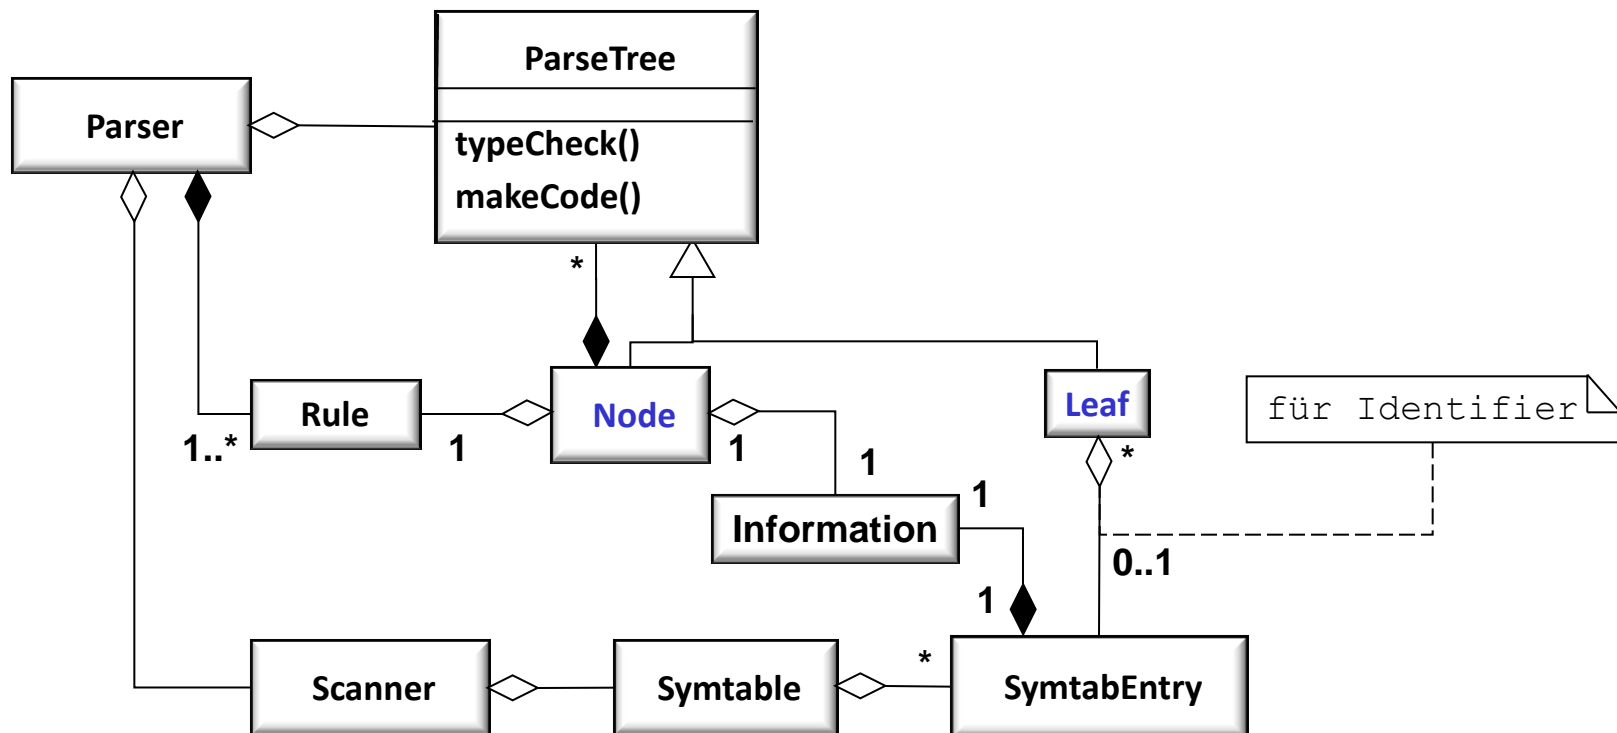 ParseTree
Parser
typeCheck()
makeCode()
*
Rule
Node
Leaf
für Identifier
1..*
1
1
*
1
1
Information
0..1
1
*
Scanner
Symtable
SymtabEntry